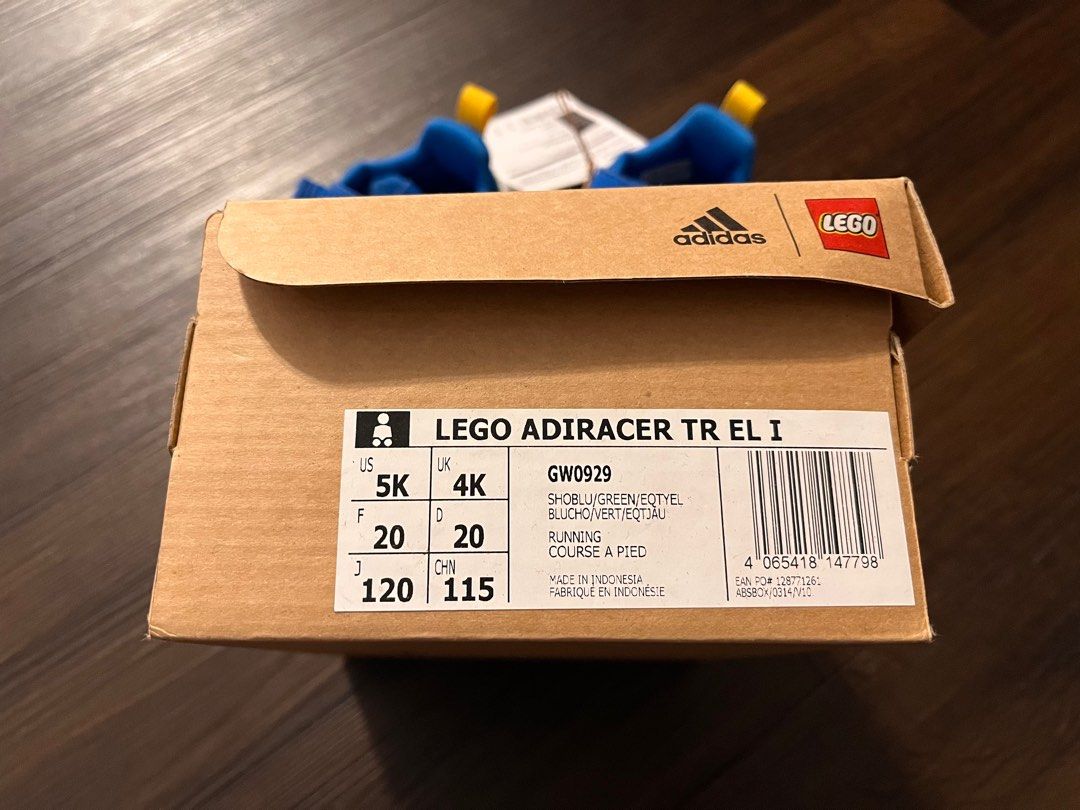 adidas
LEGO
LEGO ADIRACER TR EL I
US
5K
UK
4K
F
20
D
20
J
120
CHN
115
GW0929
SHOBLU/GREEN/EQTYEL
BLUCHO/VERT/EQTJAU
RUNNING
COURSE A PIED
MADE IN INDONESIA
FABRIQUE EN INDONÉSIE
4 065418 147798
EAN PO# 128771261
ABSBOX/0314/V10